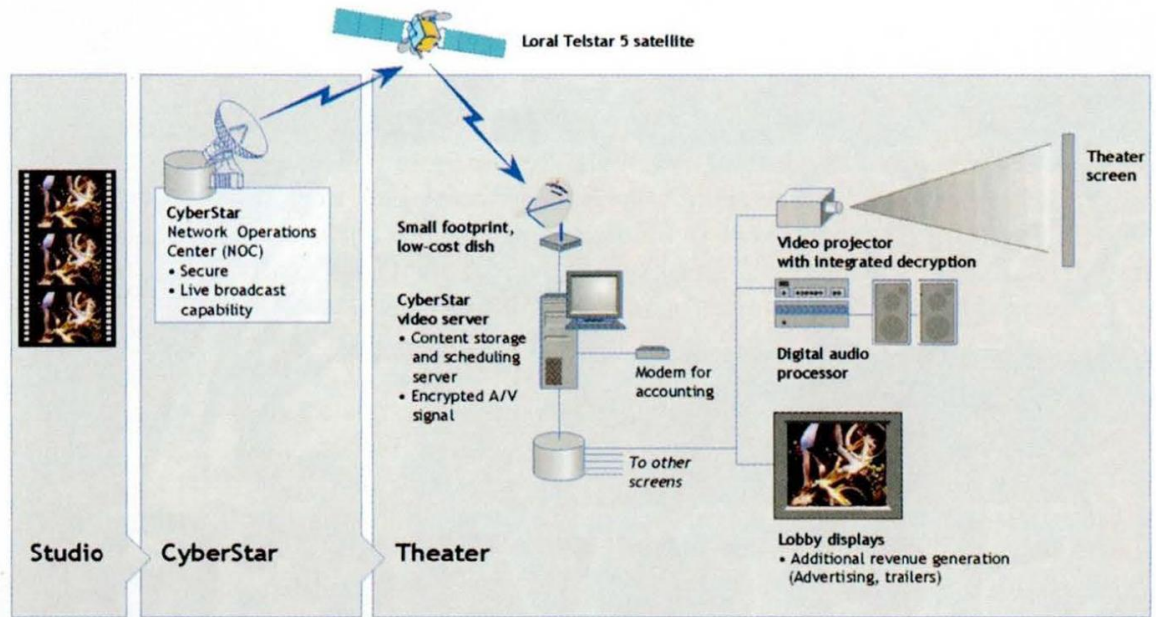 Loral Telstar 5 satellite
CyberStar
Network Operations
Center (NOC)
• Secure
• Live broadcast
capability
Small footprint,
low-cost dish
CyberStar
video server
• Content storage
and scheduling
server
• Encrypted A/V
signal
Modem for
accounting
To other
screens
Theater
screen
Video projector
with integrated decryption
Digital audio
processor
Lobby displays
• Additional revenue generation
(Advertising, trailers)
Studio
CyberStar
Theater